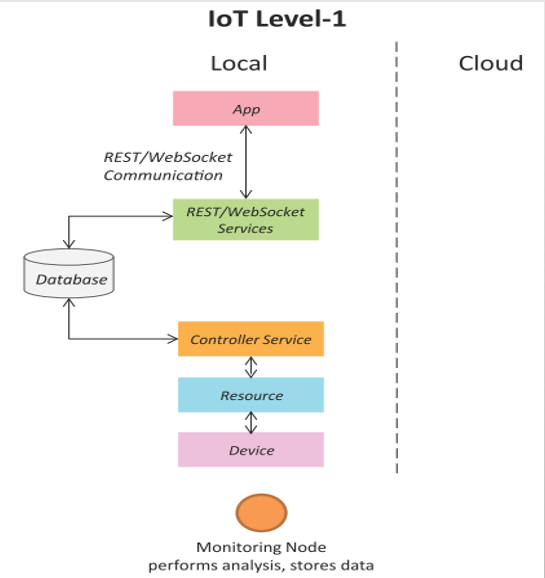 IoT Level-1
Local
Cloud
App
REST/WebSocket
Communication
REST/WebSocket
Services
Database
Controller Service
Resource
Device
Monitoring Node
performs analysis, stores data